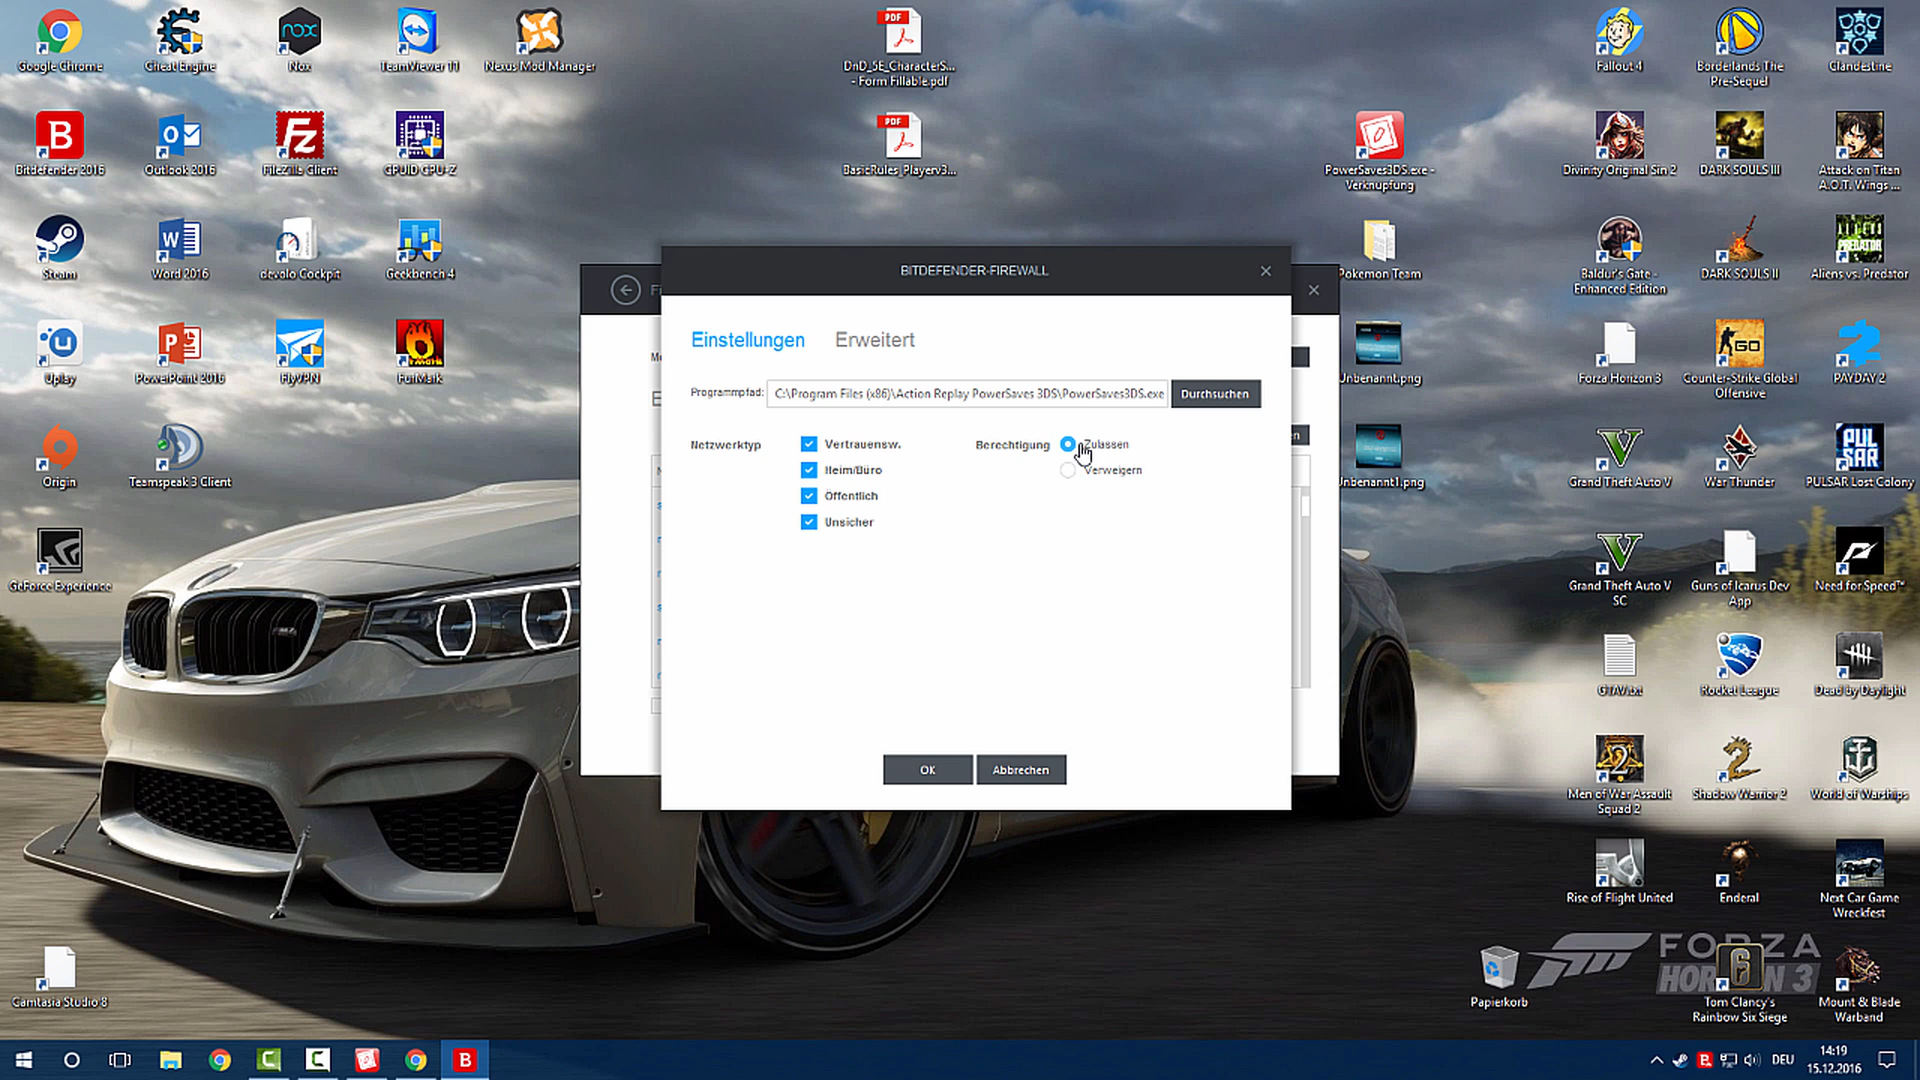 Google Chrome
Cheat Engine
Nox
TeamViewer 11
Nexus Mod Manager
DnD_5E_CharacterS...
- Form Fillable.pdf
Fallout 4
Borderlands The
Pre-Sequel
Clandestine
Bitdefender 2016
Outlook 2016
FileZilla Client
CPUID CPU-Z
BasicRules_Playerv3...
PowerSaves3DS.exe -
Verknüpfung
Divinity Original Sin 2
DARK SOULS III
Attack on Titan
A.O.T. Wings ...
Steam
Word 2016
devolo Cockpit
Geekbench 4
Pokemon Team
Baldur's Gate -
Enhanced Edition
DARK SOULS II
Aliens vs. Predator
BITDEFENDER-FIREWALL
Einstellungen
Erweitert
Programmpfad:
C:\Program Files (x86)\Action Replay PowerSaves 3DS\PowerSaves3DS.exe
Durchsuchen
Netzwerktyp
Vertrauensw.
Heim/Büro
Öffentlich
Unsicher
Berechtigung
Zulassen
Verweigern
OK
Abbrechen
Uplay
PowerPoint 2016
FlyVPN
FurMark
Unbenannt.png
Forza Horizon 3
Counter-Strike Global
Offensive
PAYDAY 2
Origin
Teamspeak 3 Client
Unbenannt1.png
Grand Theft Auto V
War Thunder
PULSAR Lost Colony
GeForce Experience
Grand Theft Auto V
SC
Guns of Icarus Dev
App
Need for Speed™
GTAV.txt
Rocket League
Dead by Daylight
Men of War Assault
Squad 2
Shadow Warrior 2
World of Warships
Rise of Flight United
Enderal
Next Car Game
Wreckfest
FORZA
HORIZON 3
Camtasia Studio 8
Papierkorb
Tom Clancy's
Rainbow Six Siege
Mount & Blade
Warband
DEU
14:19
15.12.2016